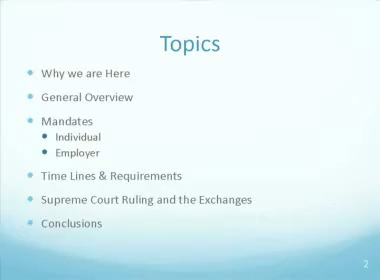 Topics
Why we are Here
General Overview
Mandates
Individual
Employer
Time Lines & Requirements
Supreme Court Ruling and the Exchanges
Conclusions
2